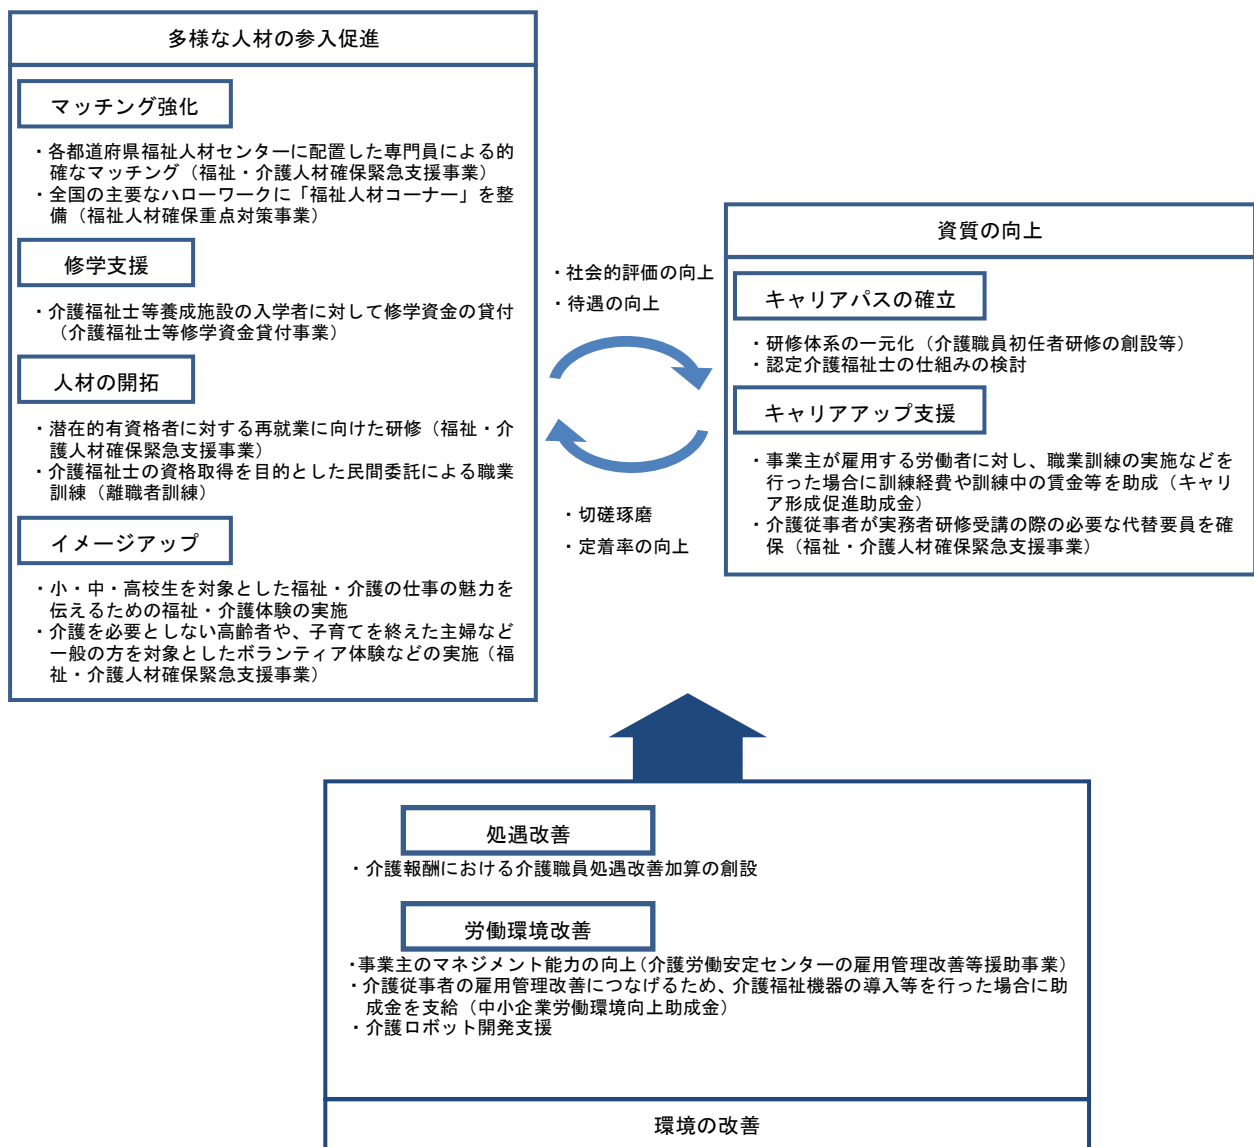 多様な人材の参入促進
マッチング強化
・各都道府県福祉人材センターに配置した専門員による的
確なマッチング（福祉・介護人材確保緊急支援事業）
・全国の主要なハローワークに「福祉人材コーナー」を整
備（福祉人材確保重点対策事業）
修学支援
・介護福祉士等養成施設の入学者に対して修学資金の貸付
（介護福祉士等修学資金貸付事業）
人材の開拓
・潜在的有資格者に対する再就業に向けた研修（福祉・介
護人材確保緊急支援事業）
・介護福祉士の資格取得を目的とした民間委託による職業
訓練（離職者訓練）
イメージアップ
・小・中・高校生を対象とした福祉・介護の仕事の魅力を
伝えるための福祉・介護体験の実施
・介護を必要としない高齢者や、子育てを終えた主婦など
一般の方を対象としたボランティア体験などの実施（福
祉・介護人材確保緊急支援事業）
・社会的評価の向上
・待遇の向上
・切磋琢磨
・定着率の向上
資質の向上
キャリアパスの確立
・研修体系の一元化（介護職員初任者研修の創設等）
・認定介護福祉士の仕組みの検討
キャリアアップ支援
・事業主が雇用する労働者に対し、職業訓練の実施などを
行った場合に訓練経費や訓練中の賃金等を助成（キャリ
ア形成促進助成金）
・介護従事者が実務者研修受講の際の必要な代替要員を確
保（福祉・介護人材確保緊急支援事業）
処遇改善
・介護報酬における介護職員処遇改善加算の創設
労働環境改善
・事業主のマネジメント能力の向上（介護労働安定センターの雇用管理改善等援助事業）
・介護従事者の雇用管理改善につなげるため、介護福祉機器の導入等を行った場合に助
成金を支給（中小企業労働環境向上助成金）
・介護ロボット開発支援
環境の改善